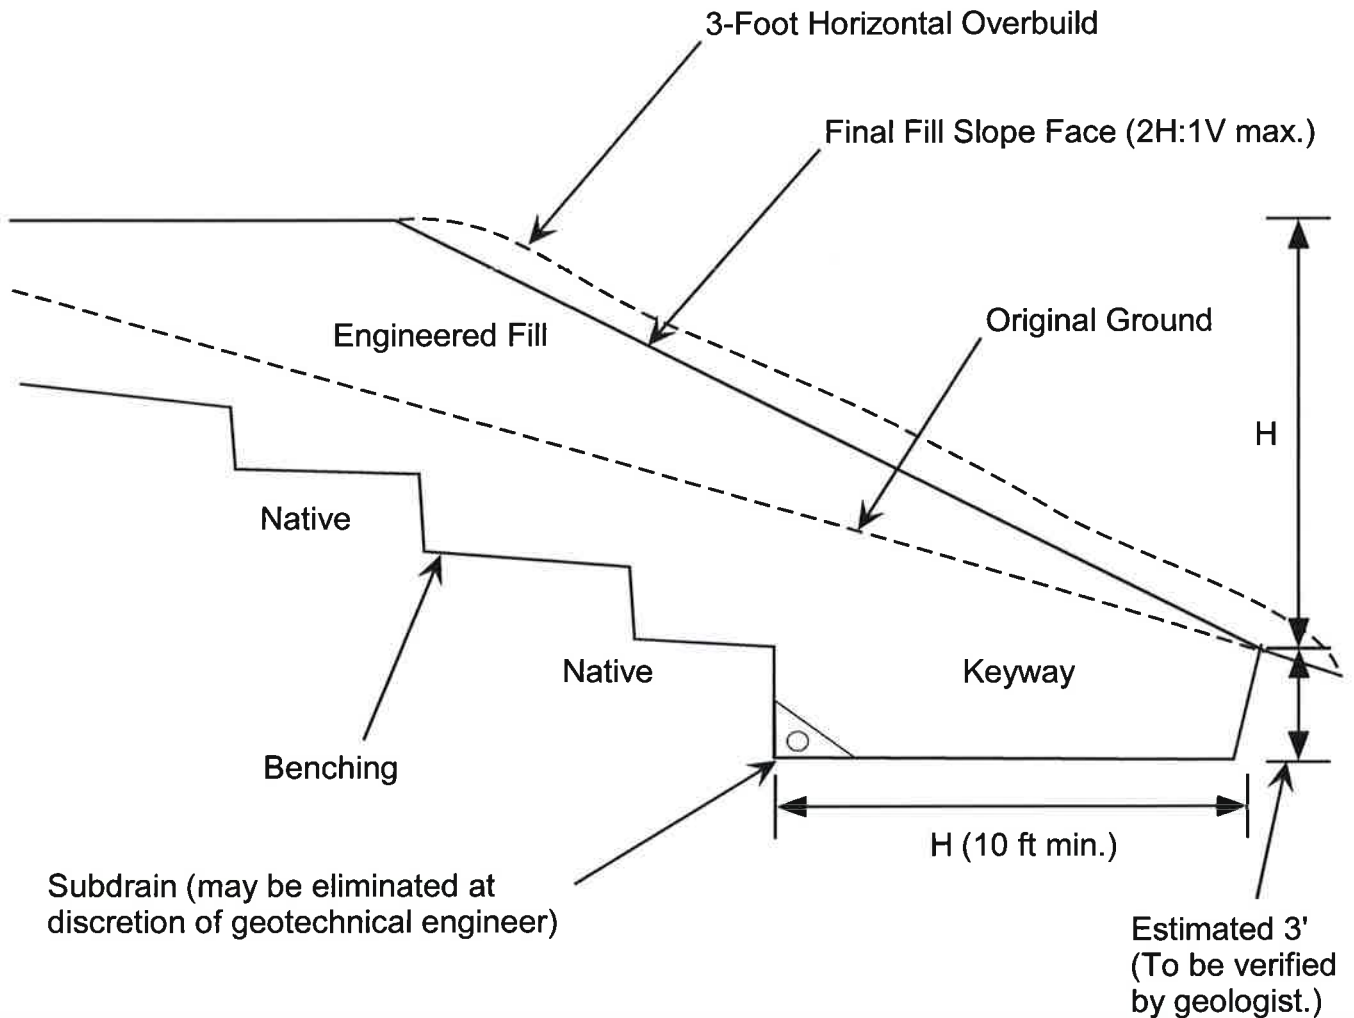 3-Foot Horizontal Overbuild
Final Fill Slope Face (2H:1V max.)
Original Ground
Engineered Fill
H
Native
Native
Keyway
Benching
H (10 ft min.)
Subdrain (may be eliminated at
discretion of geotechnical engineer)
Estimated 3'
(To be verified
by geologist.)